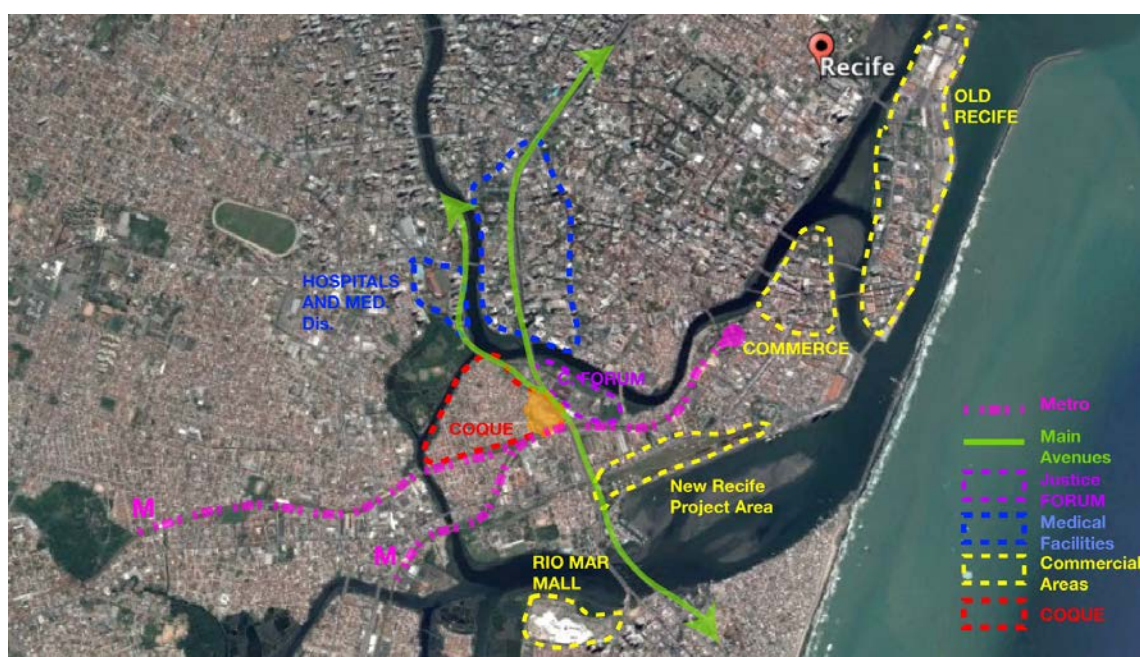 Recife
OLD
RECIFE
HOSPITALS
AND MED.
Dis.
COMMERCE
C. FORUM
COQUE
New Recife
Project Area
M
M
RIO MAR
MALL
Metro
Main
Avenues
Justice
FORUM
Medical
Facilities
Commercial
Areas
COQUE